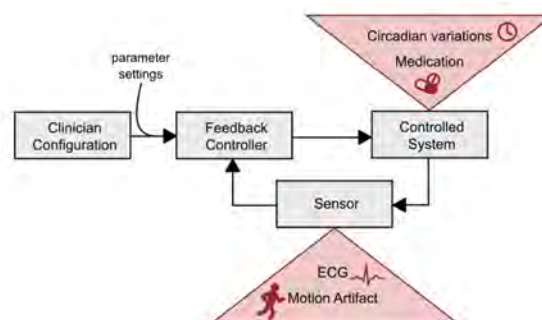 Circadian variations
Medication
parameter
settings
Clinician
Configuration
Feedback
Controller
Controlled
System
Sensor
ECG
Motion Artifact